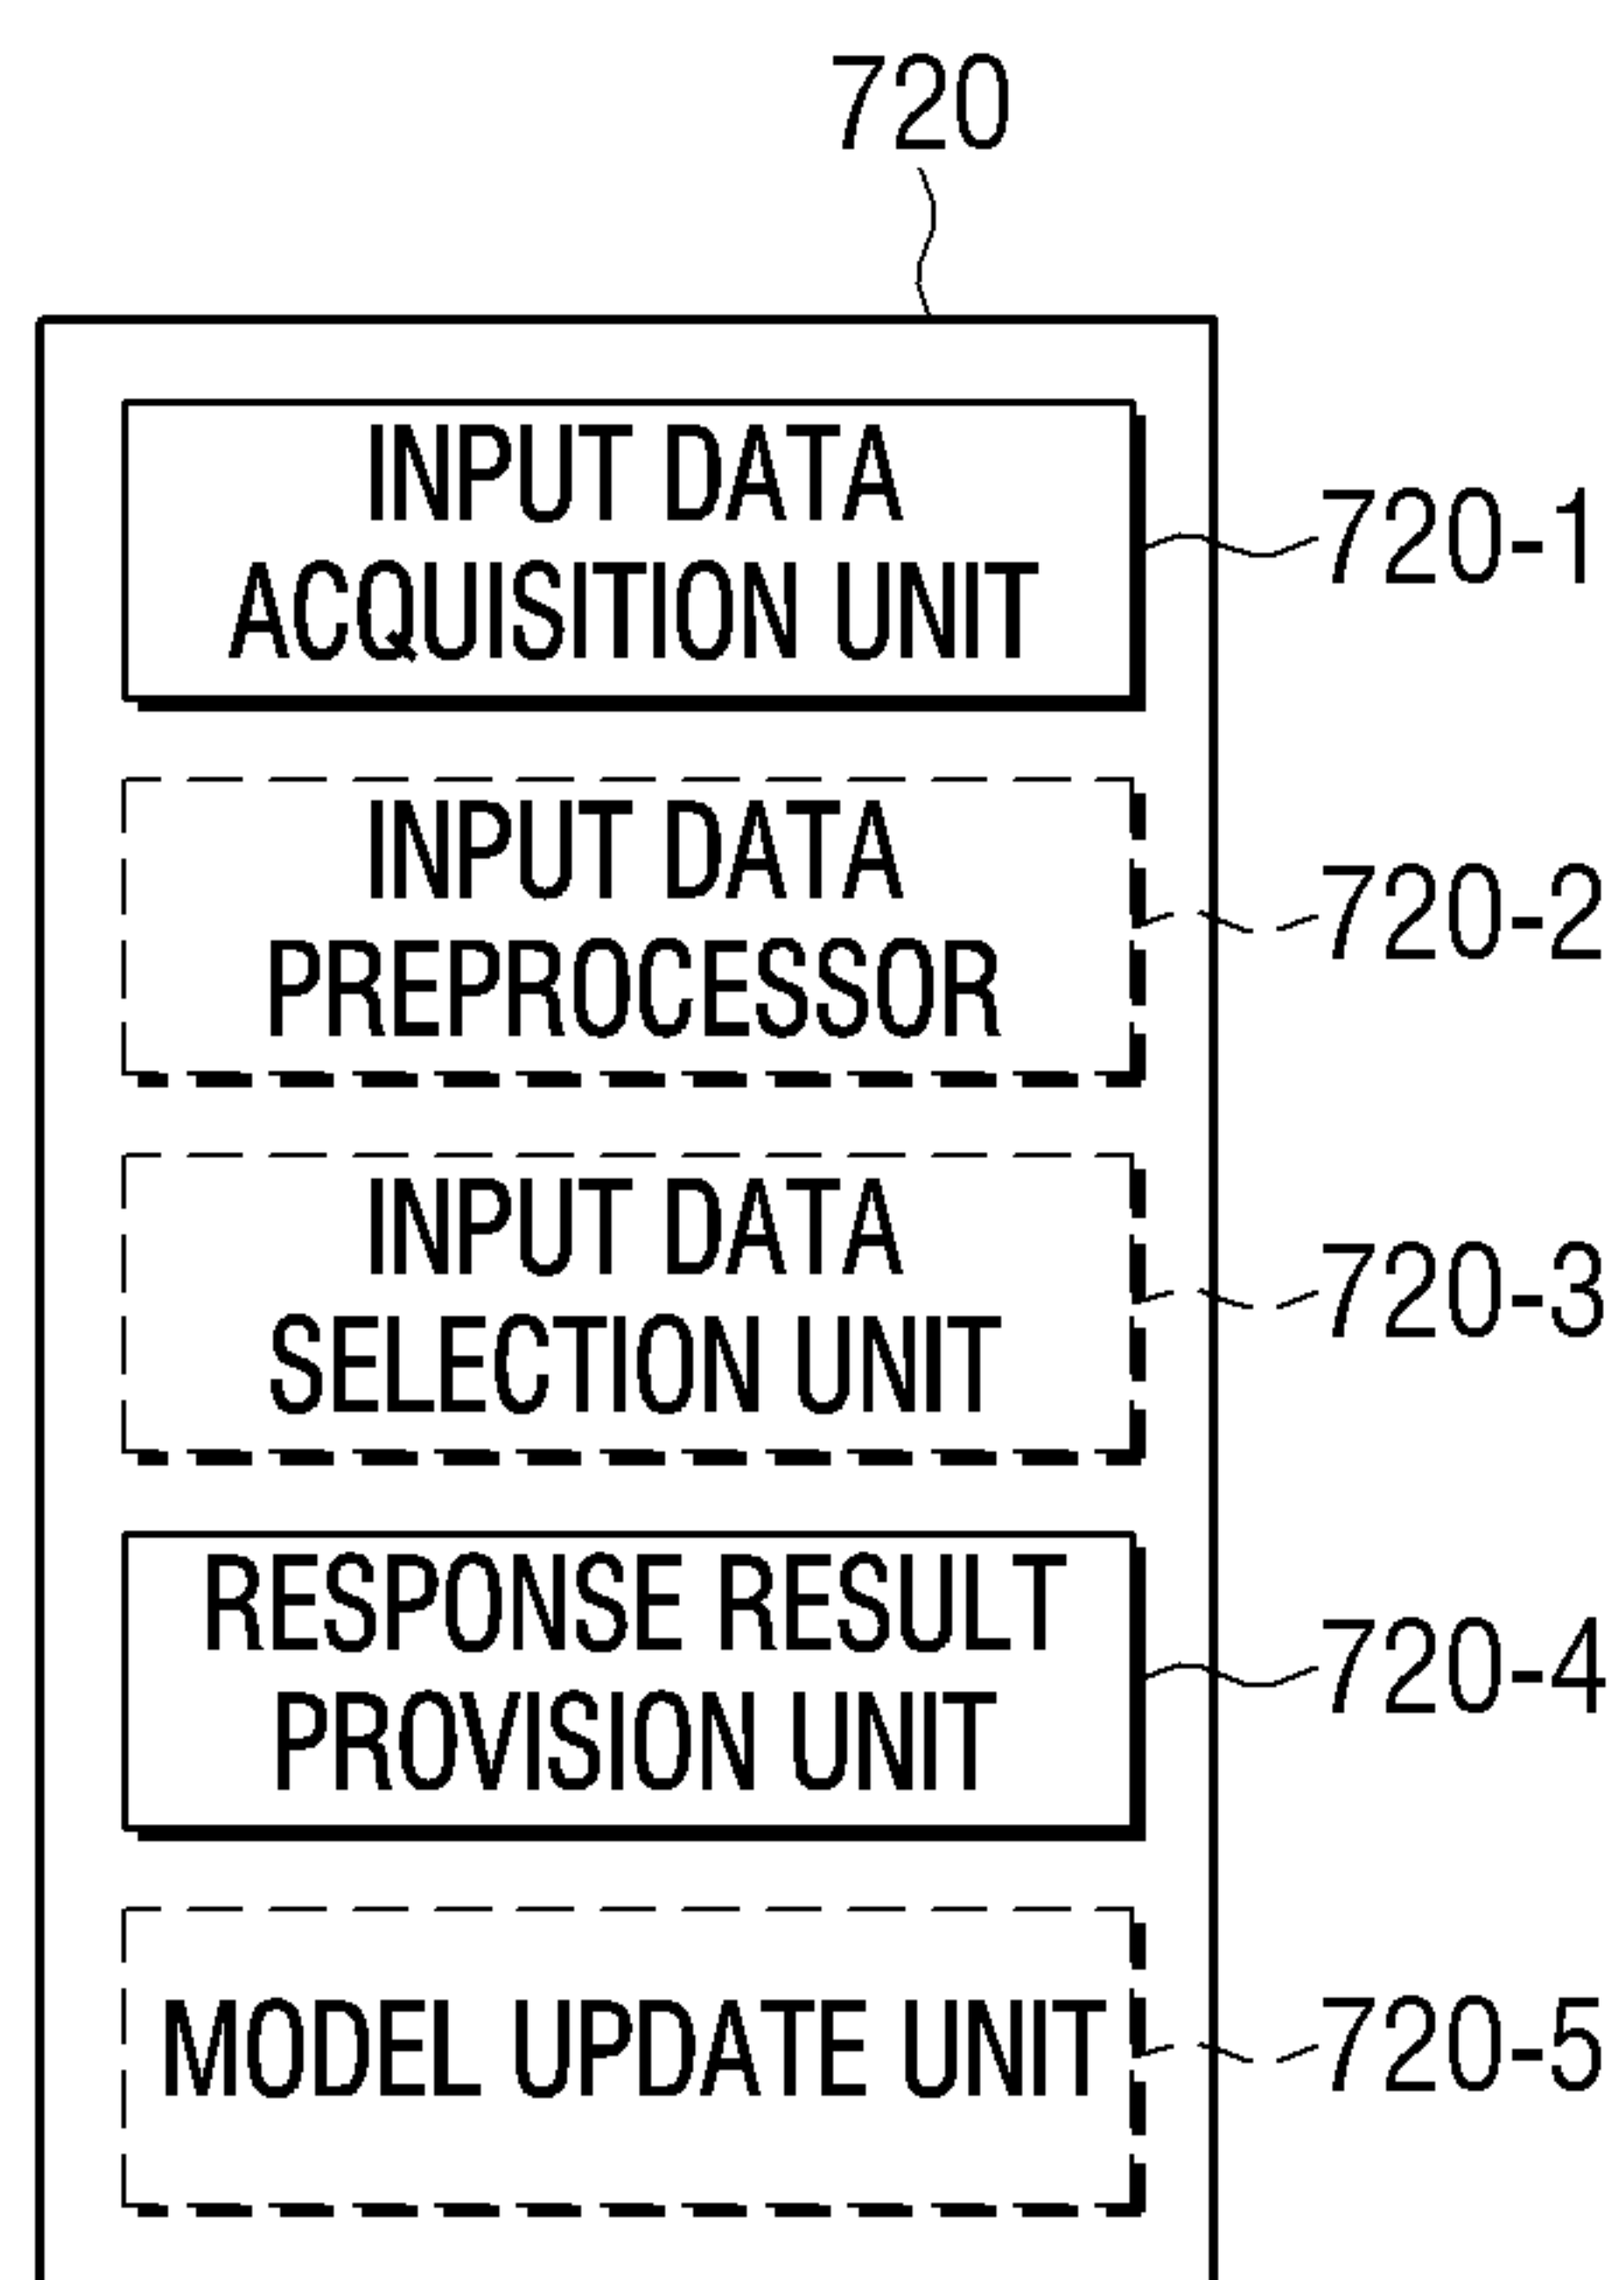 720
INPUT DATA
ACQUISITION UNIT
720-1
INPUT DATA
PREPROCESSOR
720-2
INPUT DATA
SELECTION UNIT
720-3
RESPONSE RESULT
PROVISION UNIT
720-4
MODEL UPDATE UNIT
720-5